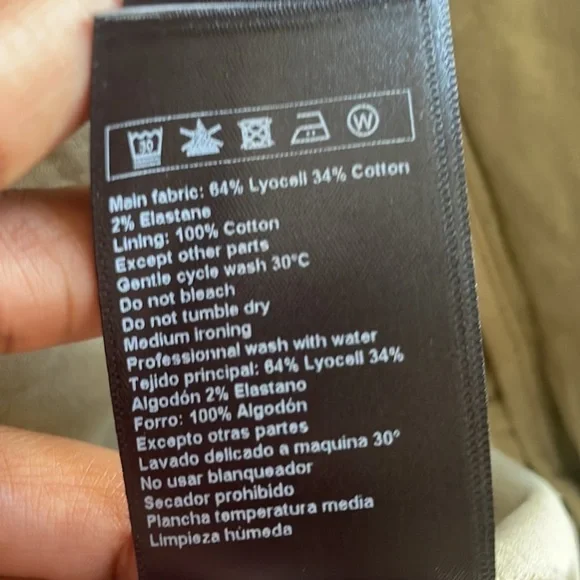 30
W
Main fabric: 64% Lyocell 34% Cotton
2% Elastane
Lining: 100% Cotton
Except other parts
Gentle cycle wash 30°C
Do not bleach
Do not tumble dry
Medium ironing
Professionnal wash with water
Tejido principal: 64% Lyocell 34%
Algodón 2% Elastano
Forro: 100% Algodón
Excepto otras partes
Lavado delicado a maquina 30°
No usar blanqueador
Secador prohibido
Plancha temperatura media
Limpieza húmeda